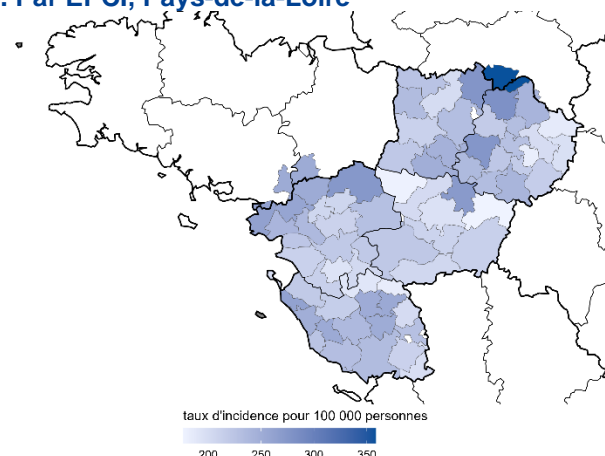 : Par EPCI, Pays-de-la-Loire
taux d'incidence pour 100 000 personnes
200 250 300 350